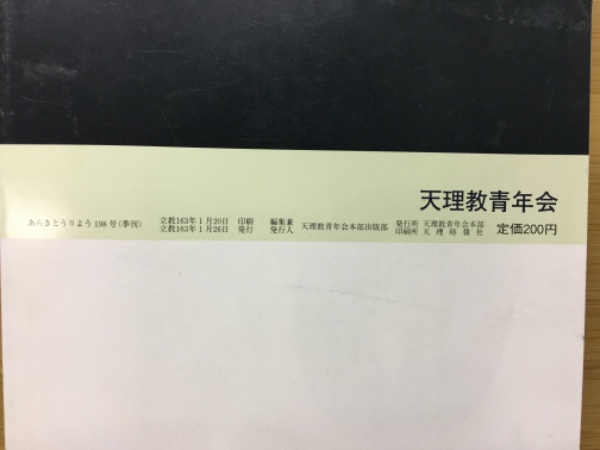 天理教青年会
あらきとうりよう 198 号(季刊) 立教163年1月20日 印刷 編集兼 天理教青年会本部出版部 発行所 天理教青年会本部
立教163年1月26日 発行 発行人 印刷所 天理時報社 定価200円